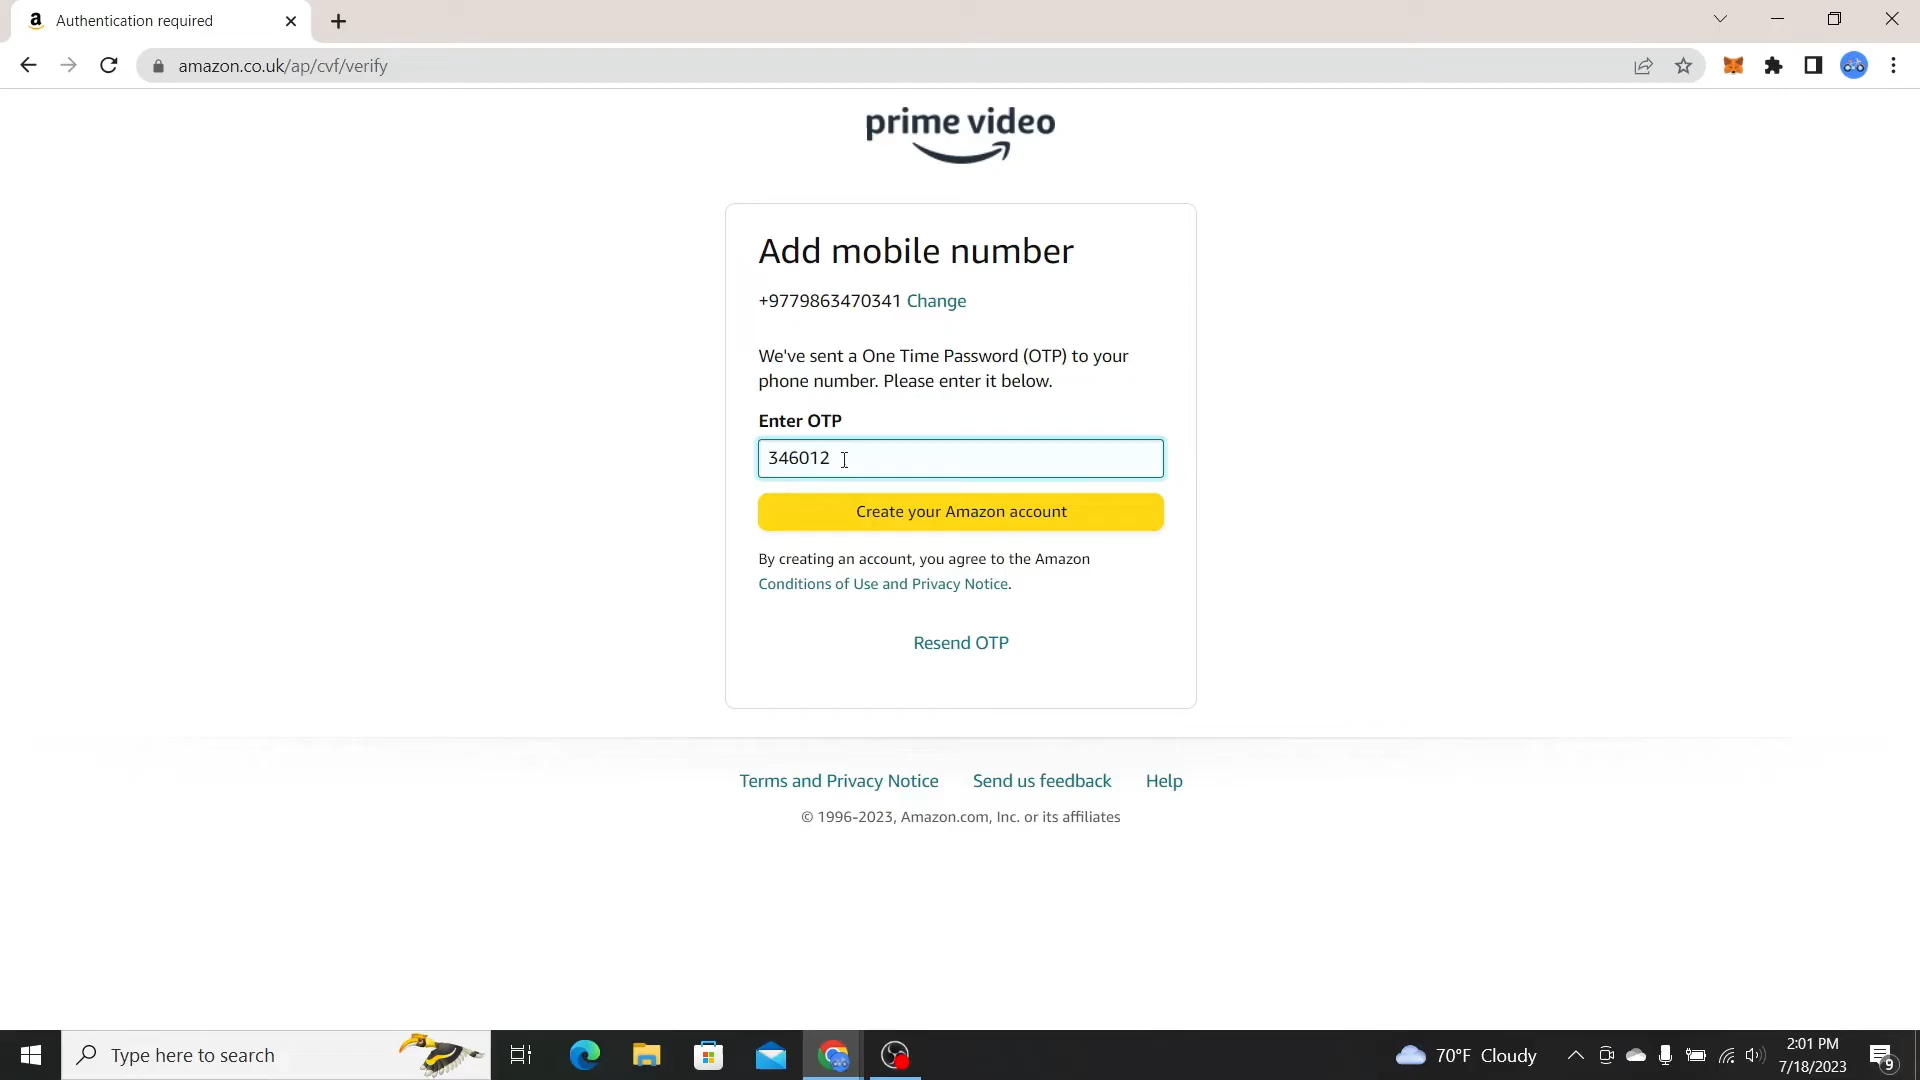 Authentication required
amazon.co.uk/ap/cvf/verify
prime video
Add mobile number
+9779863470341 Change
We've sent a One Time Password (OTP) to your
phone number. Please enter it below.
Enter OTP
346012
Create your Amazon account
By creating an account, you agree to the Amazon
Conditions of Use and Privacy Notice.
Resend OTP
Terms and Privacy Notice Send us feedback Help
© 1996-2023, Amazon.com, Inc. or its affiliates
Type here to search
70°F Cloudy
2:01 PM
7/18/2023
9